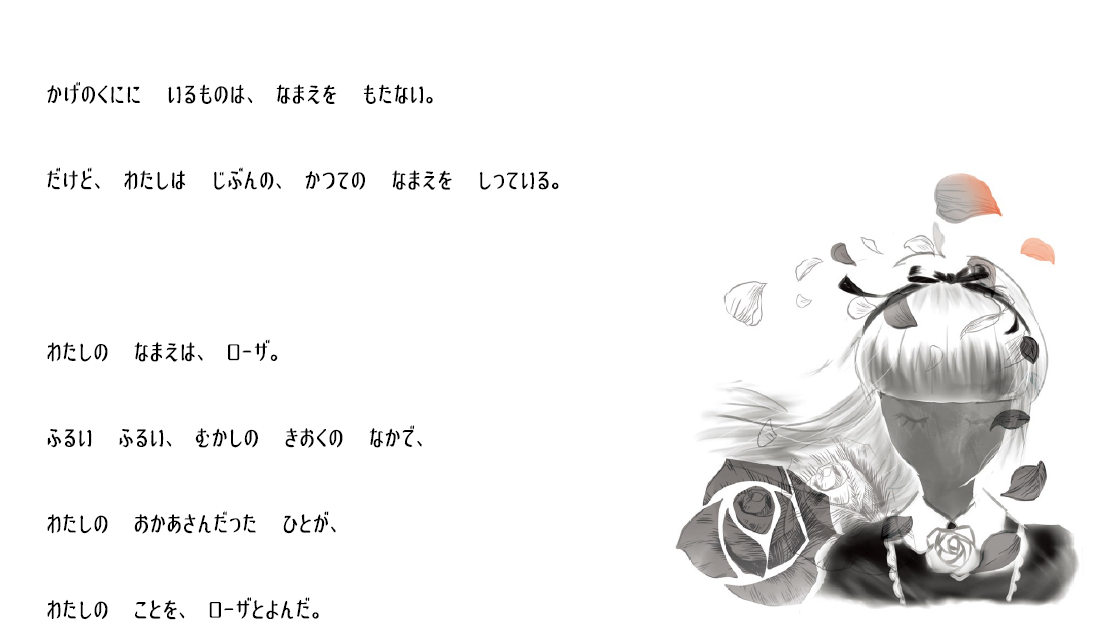 かげのくにに　いるものは、　なまえを　もたない。
だけど、　わたしは　じぶんの、　かつての　なまえを　しっている。
わたしの　なまえは、　ローザ。
ふるい　ふるい、　むかしの　きおくの　なかで、
わたしの　おかあさんだった　ひとが、
わたしの　ことを、　ローザとよんだ。